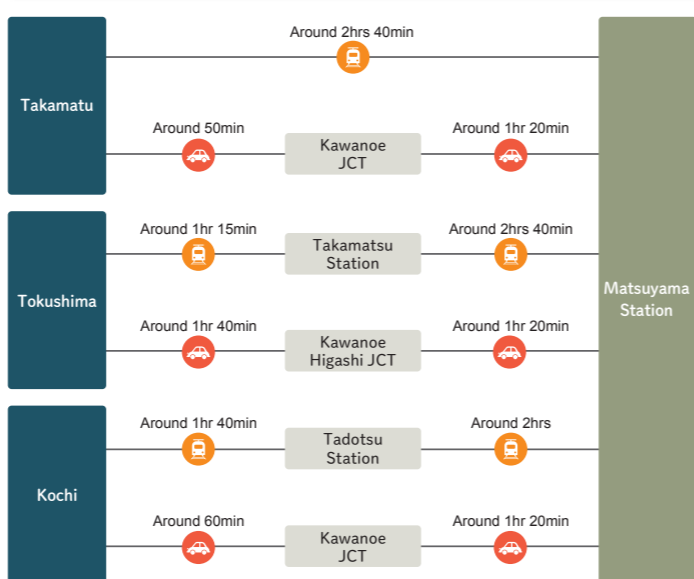 Around 2hrs 40min
Takamatu
Around 50min
Kawanoe
JCT
Around 1hr 20min
Around 1hr 15min
Takamatsu
Station
Around 2hrs 40min
Tokushima
Around 1hr 40min
Kawanoe
Higashi JCT
Around 1hr 20min
Matsuyama
Station
Around 1hr 40min
Tadotsu
Station
Around 2hrs
Kochi
Around 60min
Kawanoe
JCT
Around 1hr 20min